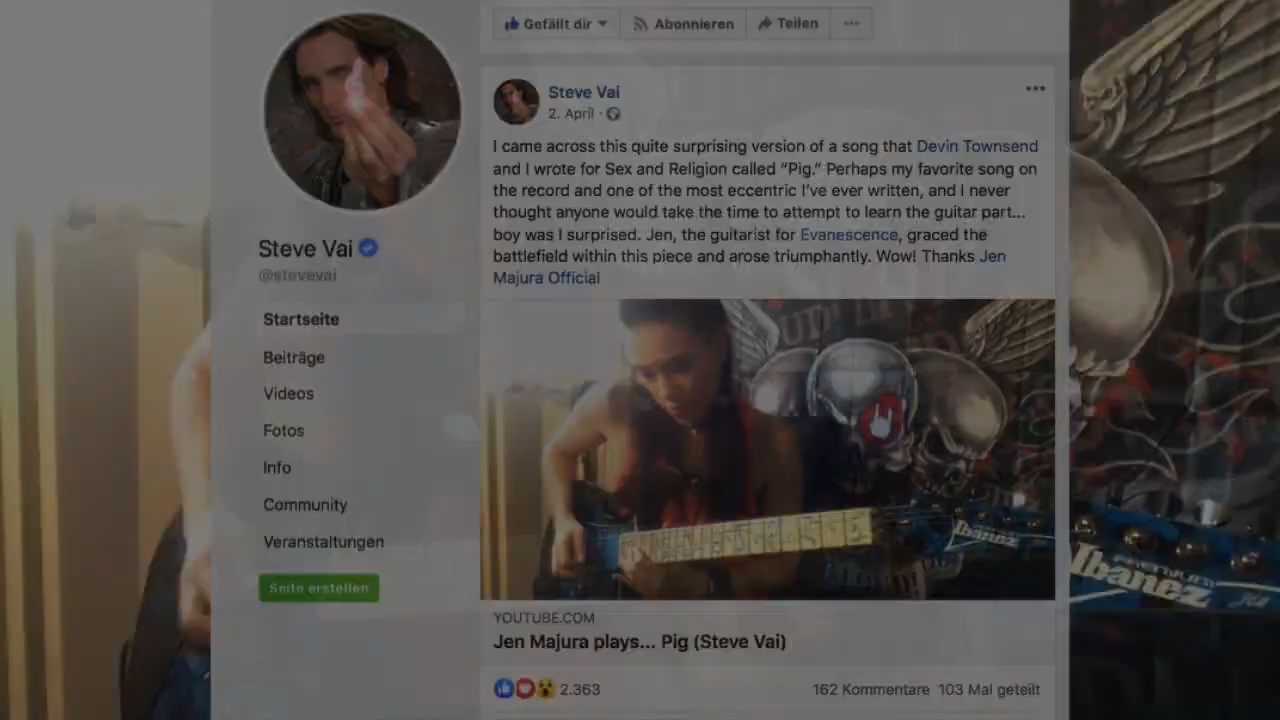 Gefällt dir
Abonnieren
Teilen
Steve Vai
2. April
I came across this quite surprising version of a song that Devin Townsend
and I wrote for Sex and Religion called “Pig.” Perhaps my favorite song on
the record and one of the most eccentric I've ever written, and I never
thought anyone would take the time to attempt to learn the guitar part...
boy was I surprised. Jen, the guitarist for Evanescence, graced the
battlefield within this piece and arose triumphantly. Wow! Thanks Jen
Majura Official
Steve Vai
@stevevai
Startseite
Beiträge
Videos
Fotos
Info
Community
Veranstaltungen
Seite erstellen
Ibanez
PREMIUM
Ibanez
YOUTUBE.COM
Jen Majura plays... Pig (Steve Vai)
2.363
162 Kommentare 103 Mal geteilt